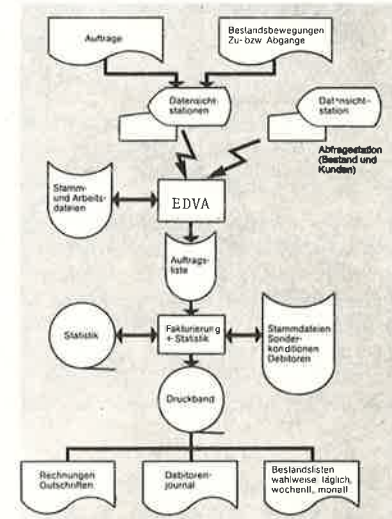 Aufträge
Bestandsbewegungen
Zu- bzw Abgänge
Datensicht-
stationen
Datensicht-
station
Abfragestation
(Bestand und
Kunden)
Stamm-
und Arbeits-
dateien
EDVA
Auftrags-
liste
Statistik
Fakturierung
+ Statistik
Stammdateien
Sonder-
konditionen
Debitoren
Druckband
Rechnungen
Gutschriften
Debitoren-
journal
Bestandslisten
wahlweise täglich,
wöchentl, monatl